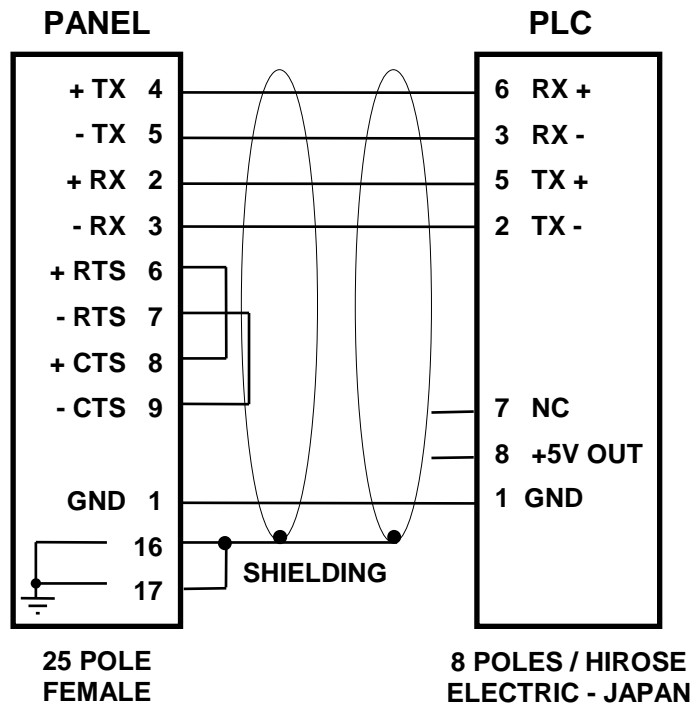 PANEL
PLC
+ TX 4
6 RX +
- TX 5
3 RX -
+ RX 2
5 TX +
- RX 3
2 TX -
+ RTS 6
- RTS 7
+ CTS 8
- CTS 9
7 NC
8 +5V OUT
GND 1
1 GND
16
SHIELDING
17
25 POLE
FEMALE
8 POLES / HIROSE
ELECTRIC - JAPAN